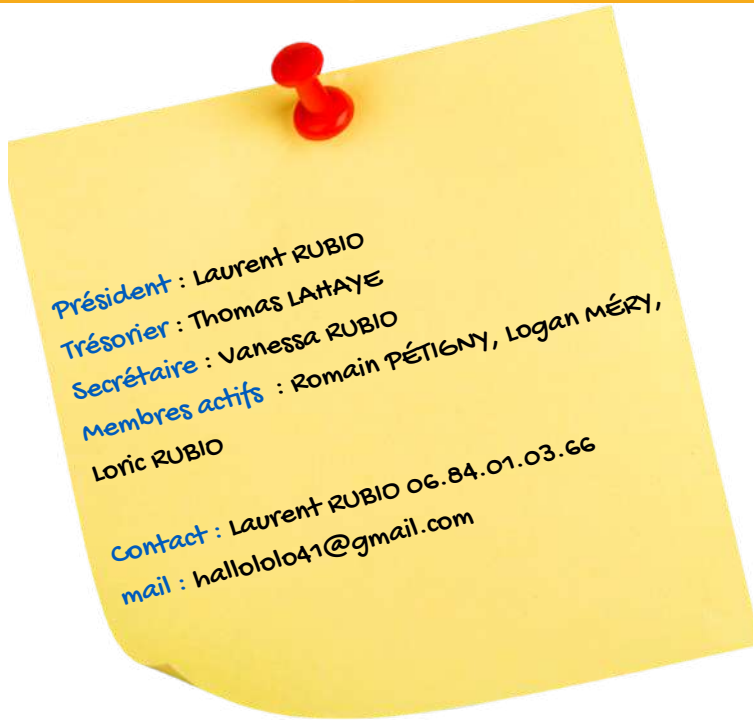 Président : Laurent RUBIO
Trésorier : Thomas LAHAYE
Secrétaire : Vanessa RUBIO
Membres actifs : Romain PÉTIGNY, Logan MÉRY,
Loric RUBIO
Contact : Laurent RUBIO 06.84.01.03.66
mail : hallololo41@gmail.com